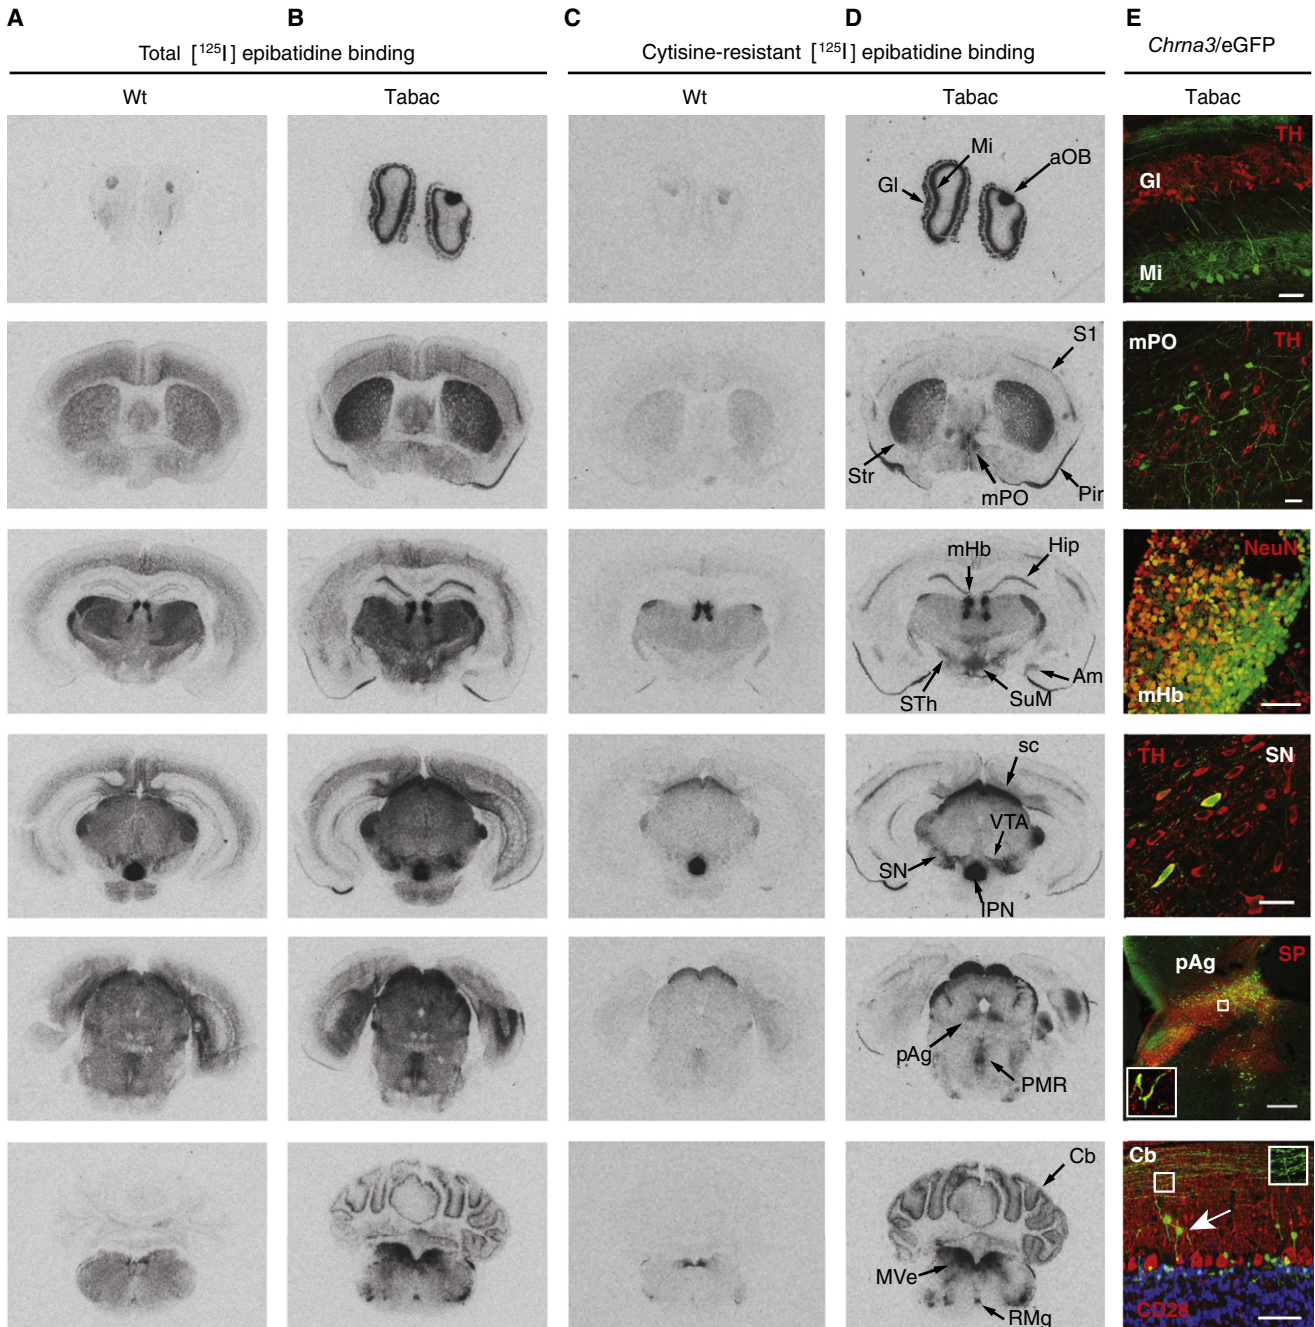 A B C D E
Total [¹²⁵I] epibatidine binding
Cytisine-resistant [¹²⁵I] epibatidine binding
Chrna3/eGFP
Wt Tabac Wt Tabac Tabac
Mi
aOB
Gl
TH
Gl
Mi
S1
Str
mPO
Pir
mPO
TH
mHb
Hip
STh
SuM
Am
NeuN
mHb
sc
VTA
SN
IPN
TH
SN
pAg
PMR
pAg
SP
Cb
MVe
RMg
Cb
CD28